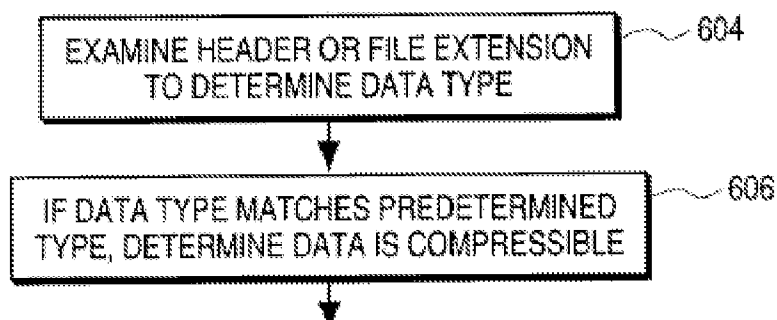 EXAMINE HEADER OR FILE EXTENSION
TO DETERMINE DATA TYPE
604
IF DATA TYPE MATCHES PREDETERMINED
TYPE, DETERMINE DATA IS COMPRESSIBLE
606